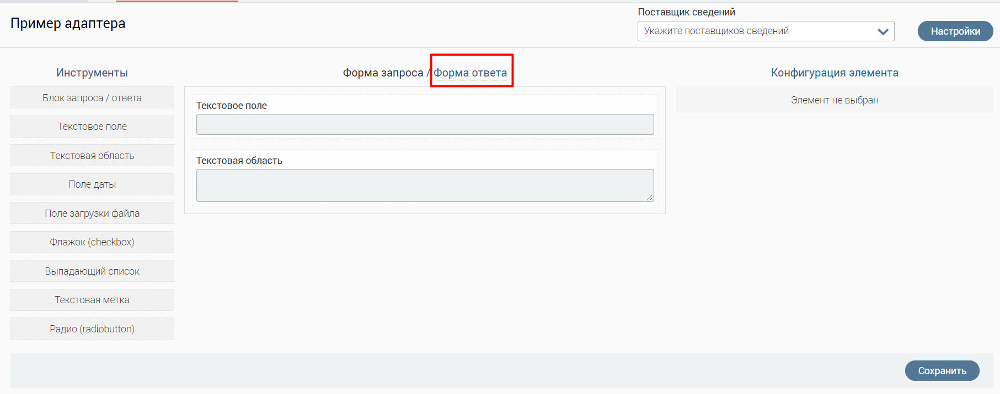 Пример адаптера
Поставщик сведений
Укажите поставщиков сведений
Настройки
Инструменты
Блок запроса / ответа
Текстовое поле
Текстовая область
Поле даты
Поле загрузки файла
Флажок (checkbox)
Выпадающий список
Текстовая метка
Радио (radiobutton)
Форма запроса / Форма ответа
Текстовое поле
Текстовая область
Конфигурация элемента
Элемент не выбран
Сохранить